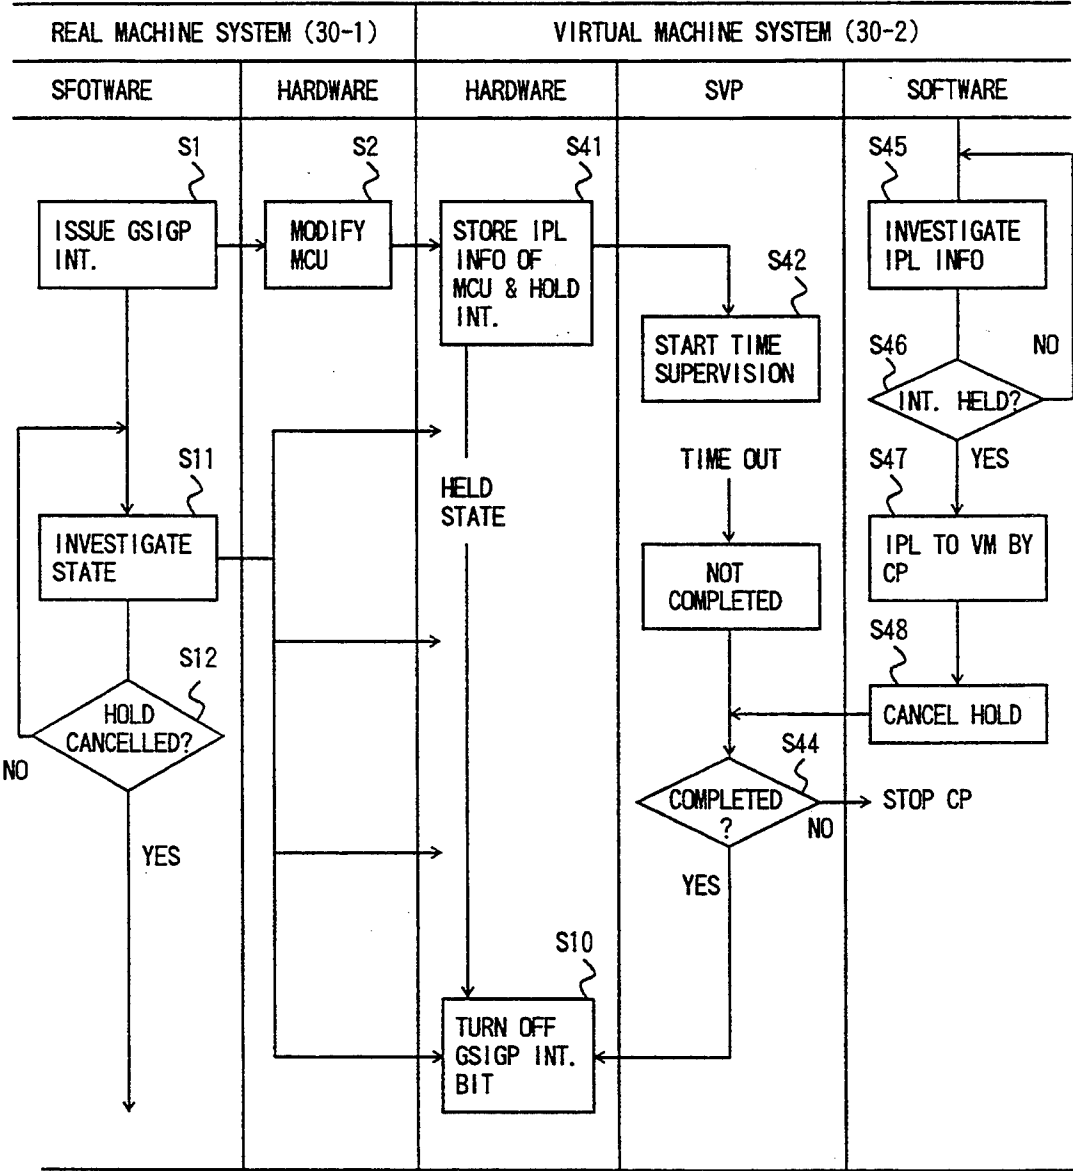 REAL MACHINE SYSTEM (30-1)
VIRTUAL MACHINE SYSTEM (30-2)
SFOTWARE
HARDWARE
HARDWARE
SVP
SOFTWARE
S1
ISSUE GSIGP
INT.
S2
MODIFY
MCU
S41
STORE IPL
INFO OF
MCU & HOLD
INT.
S42
START TIME
SUPERVISION
S45
INVESTIGATE
IPL INFO
S46
INT. HELD?
NO
YES
S47
IPL TO VM BY
CP
S48
CANCEL HOLD
TIME OUT
NOT
COMPLETED
HELD
STATE
S11
INVESTIGATE
STATE
S12
HOLD
CANCELLED?
NO
YES
S44
COMPLETED
?
NO
STOP CP
YES
S10
TURN OFF
GSIGP INT.
BIT